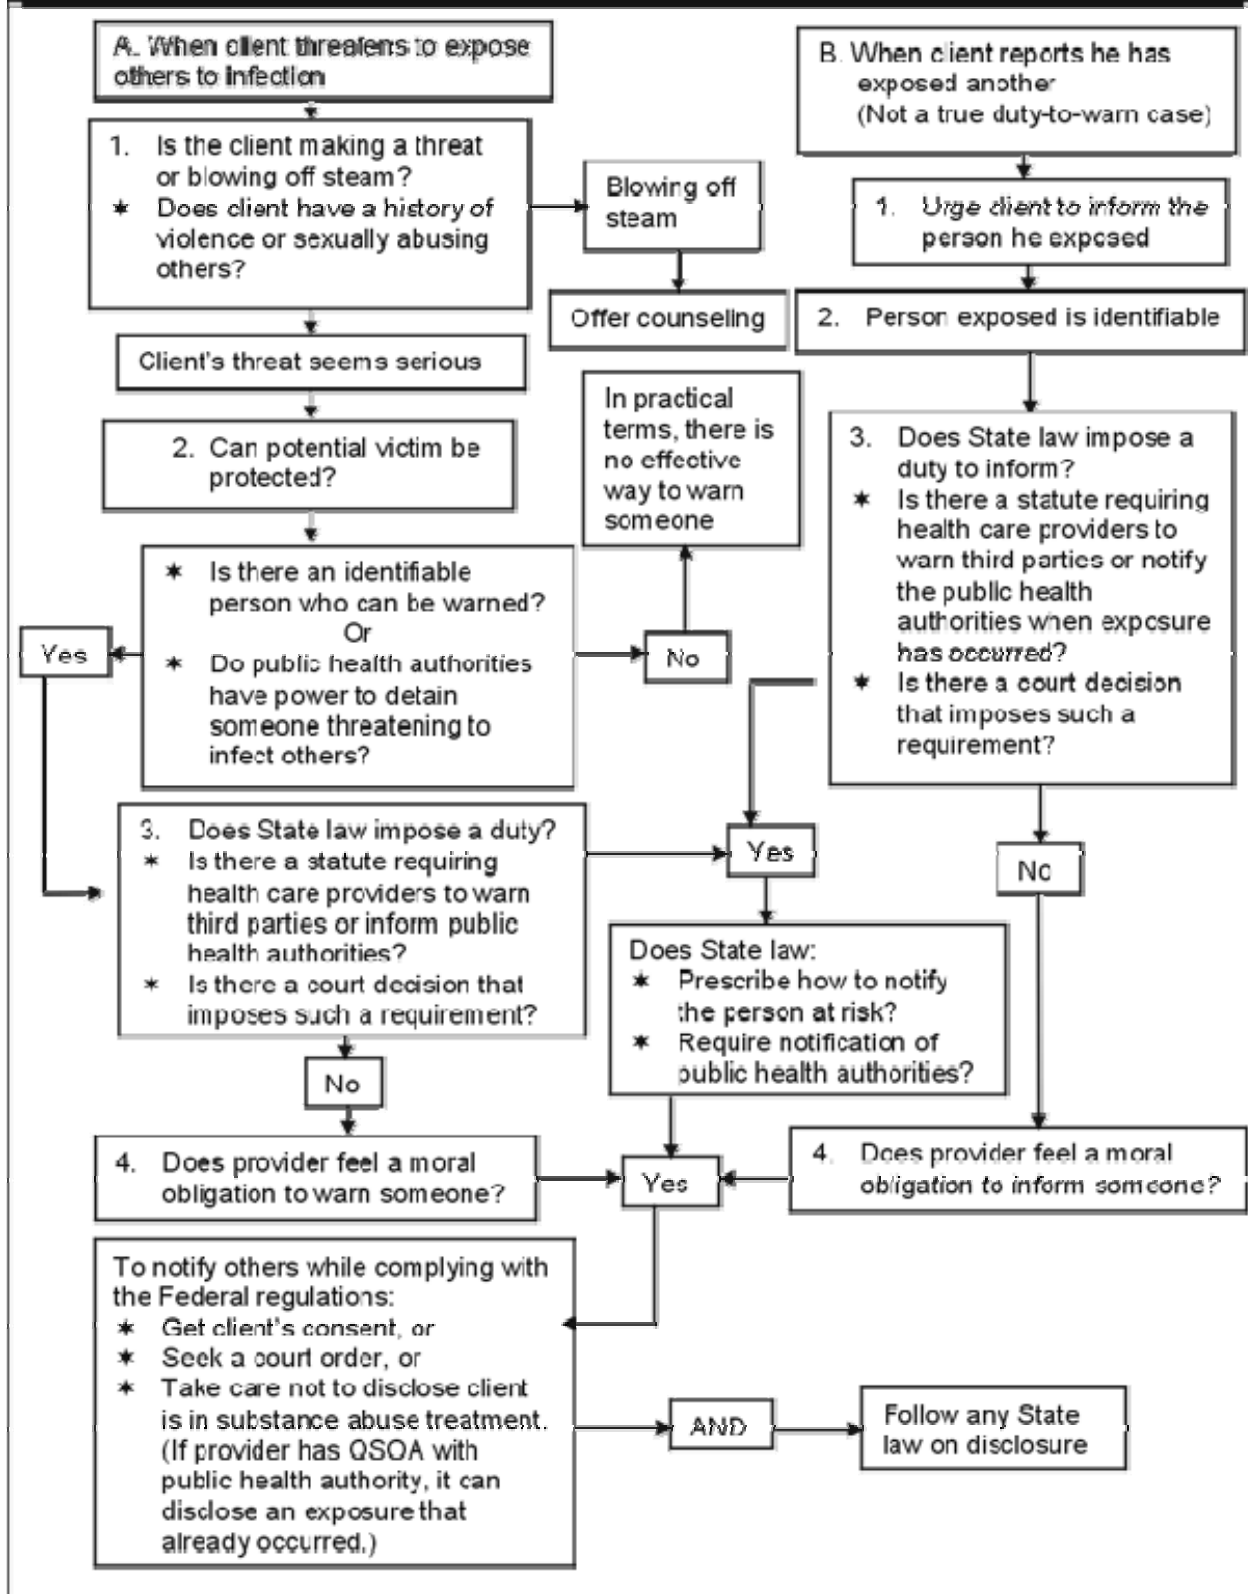 A. When client threatens to expose
others to infection
1. Is the client making a threat
or blowing off steam?
* Does client have a history of
violence or sexually abusing
others?
Blowing off
steam
Offer counseling
Client's threat seems serious
2. Can potential victim be
protected?
* Is there an identifiable
person who can be warned?
Or
* Do public health authorities
have power to detain
someone threatening to
infect others?
Yes
No
In practical
terms, there is
no effective
way to warn
someone
3. Does State law impose a duty?
* Is there a statute requiring
health care providers to warn
third parties or inform public
health authorities?
* Is there a court decision that
imposes such a requirement?
No
4. Does provider feel a moral
obligation to warn someone?
B. When client reports he has
exposed another
(Not a true duty-to-warn case)
1. Urge client to inform the
person he exposed
2. Person exposed is identifiable
3. Does State law impose a
duty to inform?
* Is there a statute requiring
health care providers to
warn third parties or notify
the public health
authorities when exposure
has occurred?
* Is there a court decision
that imposes such a
requirement?
Yes
No
Does State law:
* Prescribe how to notify
the person at risk?
* Require notification of
public health authorities?
Yes
4. Does provider feel a moral
obligation to inform someone?
To notify others while complying with
the Federal regulations:
* Get client's consent, or
* Seek a court order, or
* Take care not to disclose client
is in substance abuse treatment.
(If provider has QSOA with
public health authority, it can
disclose an exposure that
already occurred.)
AND
Follow any State
law on disclosure